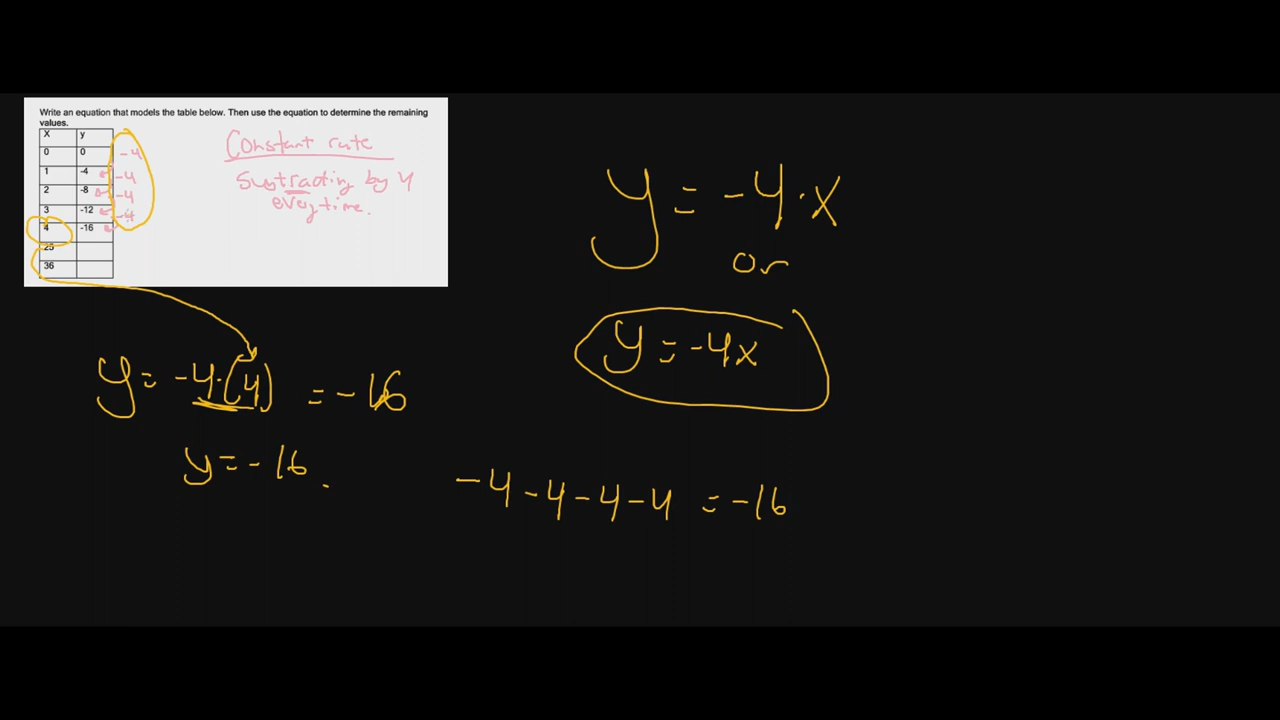 Write an equation that models the table below. Then use the equation to determine the remaining
values.
x y
0 0 -4
1 -4 -4
2 -8 -4
3 -12 -4
4 -16
25
36
Constant rate
Subtracting by 4
every time.
y = -4·x
or
y = -4x
y = -4·(4) = -16
y = -16.
-4 -4 -4 -4 = -16